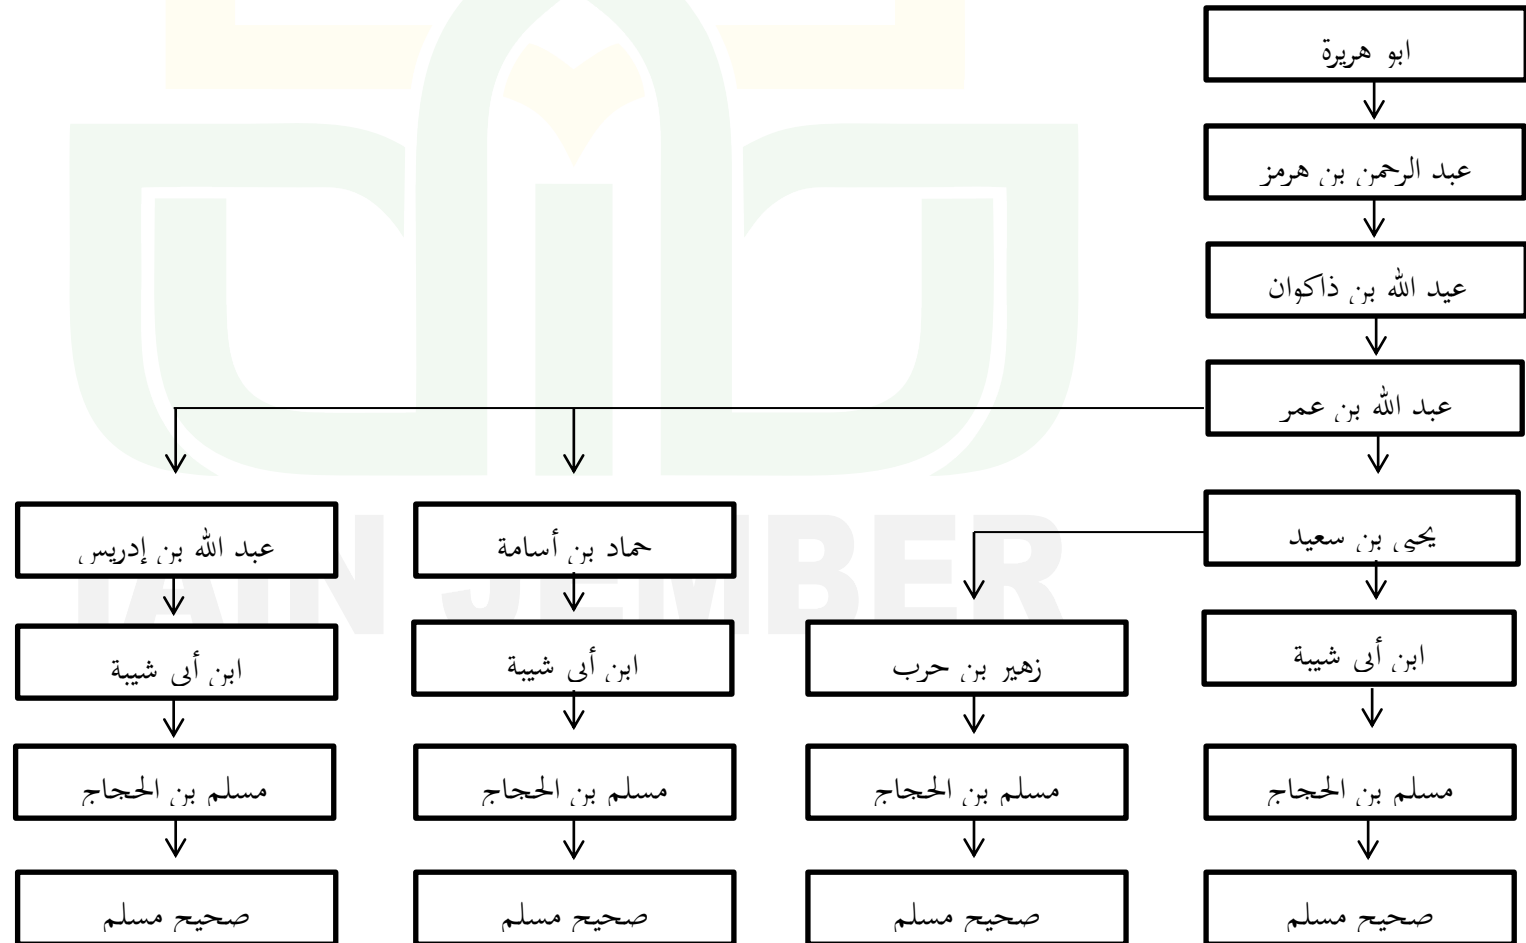 ابو هريرة
عبد الرحمن بن هرمز
عيد الله بن ذاكوان
عبد الله بن عمر
يحيى بن سعيد
حماد بن أسامة
عبد الله بن إدريس
ابن أبى شيبة
زهير بن حرب
ابن أبى شيبة
ابن أبى شيبة
مسلم بن الحجاج
مسلم بن الحجاج
مسلم بن الحجاج
مسلم بن الحجاج
صحيح مسلم
صحيح مسلم
صحيح مسلم
صحيح مسلم
IAIN JEMBER